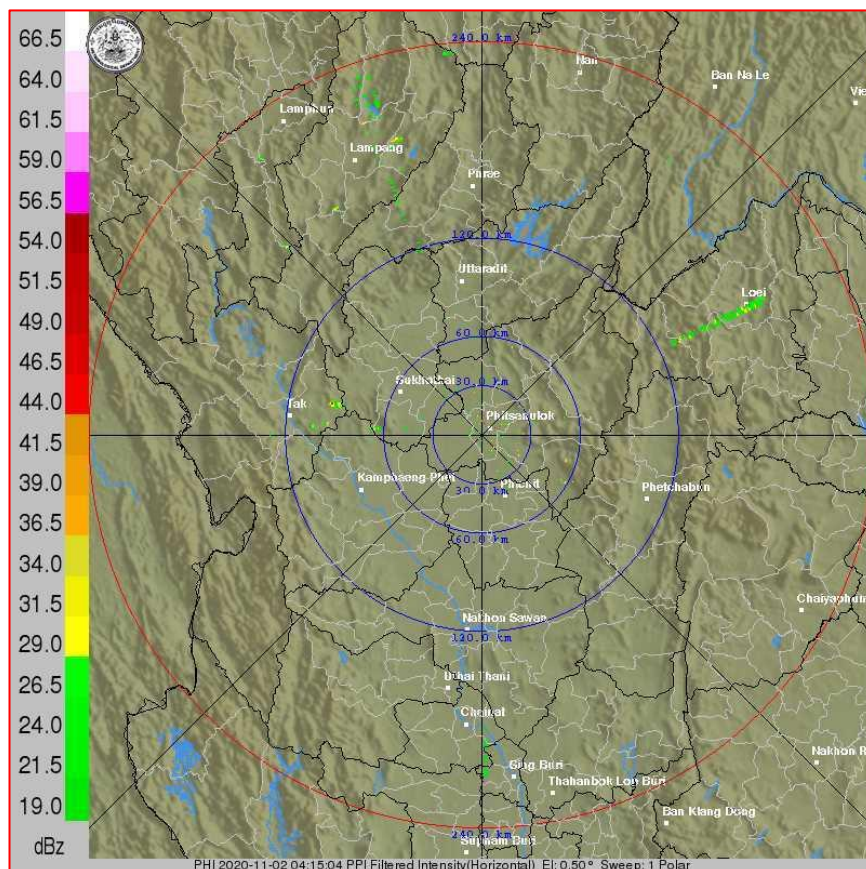 66.5
64.0
61.5
59.0
56.5
54.0
51.5
49.0
46.5
44.0
41.5
39.0
36.5
34.0
31.5
29.0
26.5
24.0
21.5
19.0
dBz
240.0 km
Nan
Ban Na Le
Vie
Lamphun
Lampang
Phrae
120.0 km
Uttaradit
Loei
60.0 km
30.0 km
Sukhothai
Tak
Phitsanulok
Kamphaeng Phet
Phichit
30.0 km
Phetchabun
60.0 km
Chaiyaphum
Nakhon Sawan
120.0 km
Uthai Thani
Chainat
Nakhon R
Sing Buri
Thahanbok Lop Buri
Ban Klang Dong
240.0 km
Suphan Buri
PHI 2020-11-02 04:15:04 PPI Filtered Intensity(Horizontal) El: 0.50° Sweep: 1 Polar